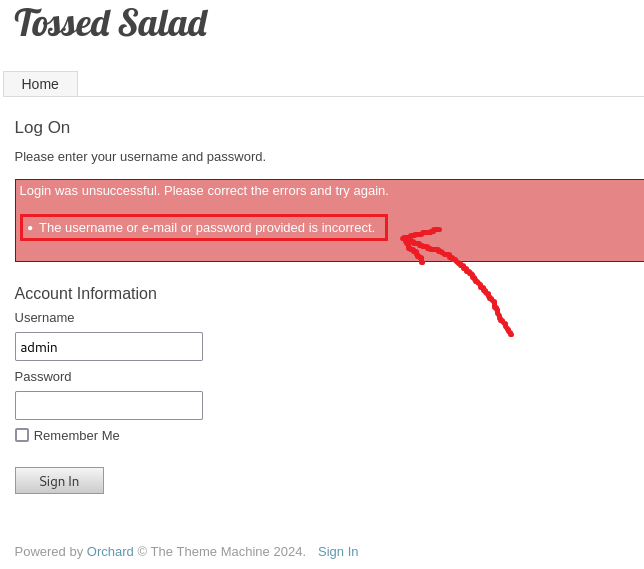 Tossed Salad
Home
Log On
Please enter your username and password.
Login was unsuccessful. Please correct the errors and try again.
• The username or e-mail or password provided is incorrect.
Account Information
Username
admin
Password
Remember Me
Sign In
Powered by Orchard © The Theme Machine 2024. Sign In